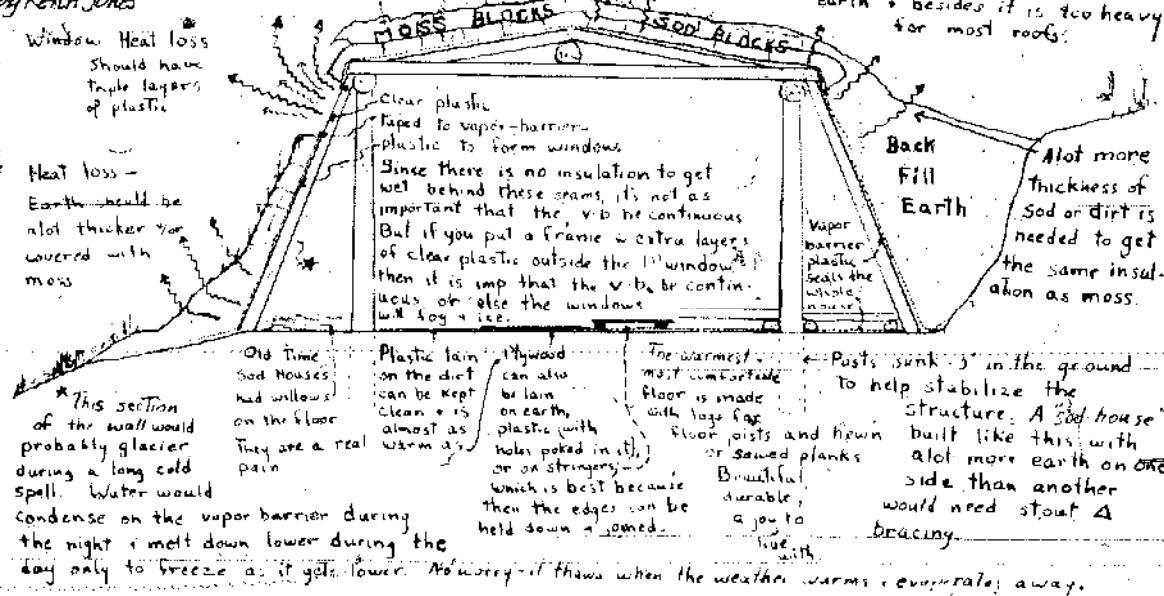 by Keith Jones
earth + besides it is too heavy
for most roofs.
MOSS BLOCKS
SOD BLOCKS
Window Heat loss
Should have
triple layers
of plastic
Heat loss -
Earth should be
alot thicker &/or
covered with
moss
Clear plastic
taped to vapor-barrier-
plastic to form windows
Since there is no insulation to get
wet behind these seams, it's not as
important that the v.b be continuous
But if you put a frame w extra layers
of clear plastic outside the 1st window
then it is imp that the v.b. be contin-
uous or else the windows
will fog & ice.
Vapor
barrier
plastic
seals the
whole
house
Back
Fill
Earth
Alot more
thickness of
Sod or dirt is
needed to get
the same insul-
ation as moss.
* This section
of the wall would
probably glacier
during a long cold
spell. Water would
condense on the vapor barrier during
the night & melt down lower during the
day only to freeze as it gets lower. No worry - it thaws when the weather warms & evaporates away.
Old Time
Sod Houses
had willows
on the floor
They are a real
pain
Plastic lain
on the dirt
can be kept
clean & is
almost as
warm as
Plywood
can also
be lain
on earth,
plastic (with
holes poked in it),
or on stringers,
which is best because
then the edges can be
held down & joined.
The warmest,
most comfortable
floor is made
with logs for
floor joists and hewn
or sawed planks
Beautiful
durable,
a joy to
live
with.
Posts sunk 3' in the ground
to help stabilize the
structure. A "sod house"
built like this with
alot more earth on one
side than another
would need stout Δ
bracing.